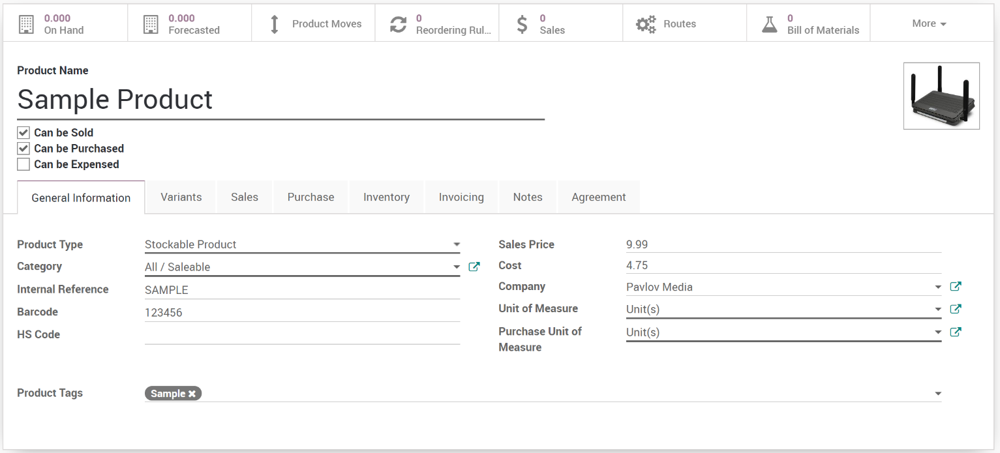 0.000
On Hand
0.000
Forecasted
Product Moves
0
Reordering Rul...
0
Sales
Routes
0
Bill of Materials
More
Product Name
Sample Product
Can be Sold
Can be Purchased
Can be Expensed
General Information Variants Sales Purchase Inventory Invoicing Notes Agreement
Product Type Stockable Product
Category All / Saleable
Internal Reference SAMPLE
Barcode 123456
HS Code
Sales Price 9.99
Cost 4.75
Company Pavlov Media
Unit of Measure Unit(s)
Purchase Unit of Unit(s)
Measure
Product Tags Sample